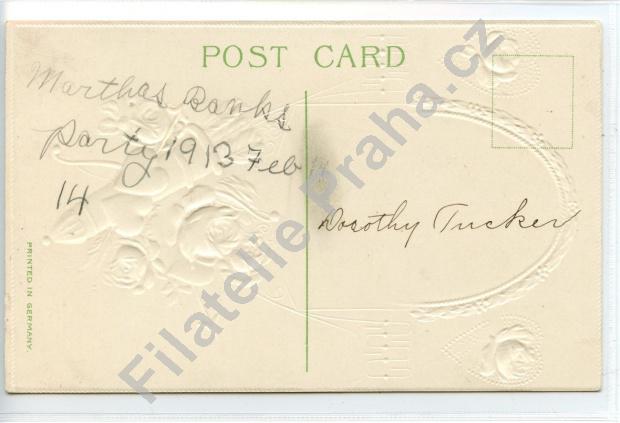 POST CARD
Marthas Banks
Party 1913 Feb
14
Dorothy Tucker
PRINTED IN GERMANY.
Filatelie Praha.cz